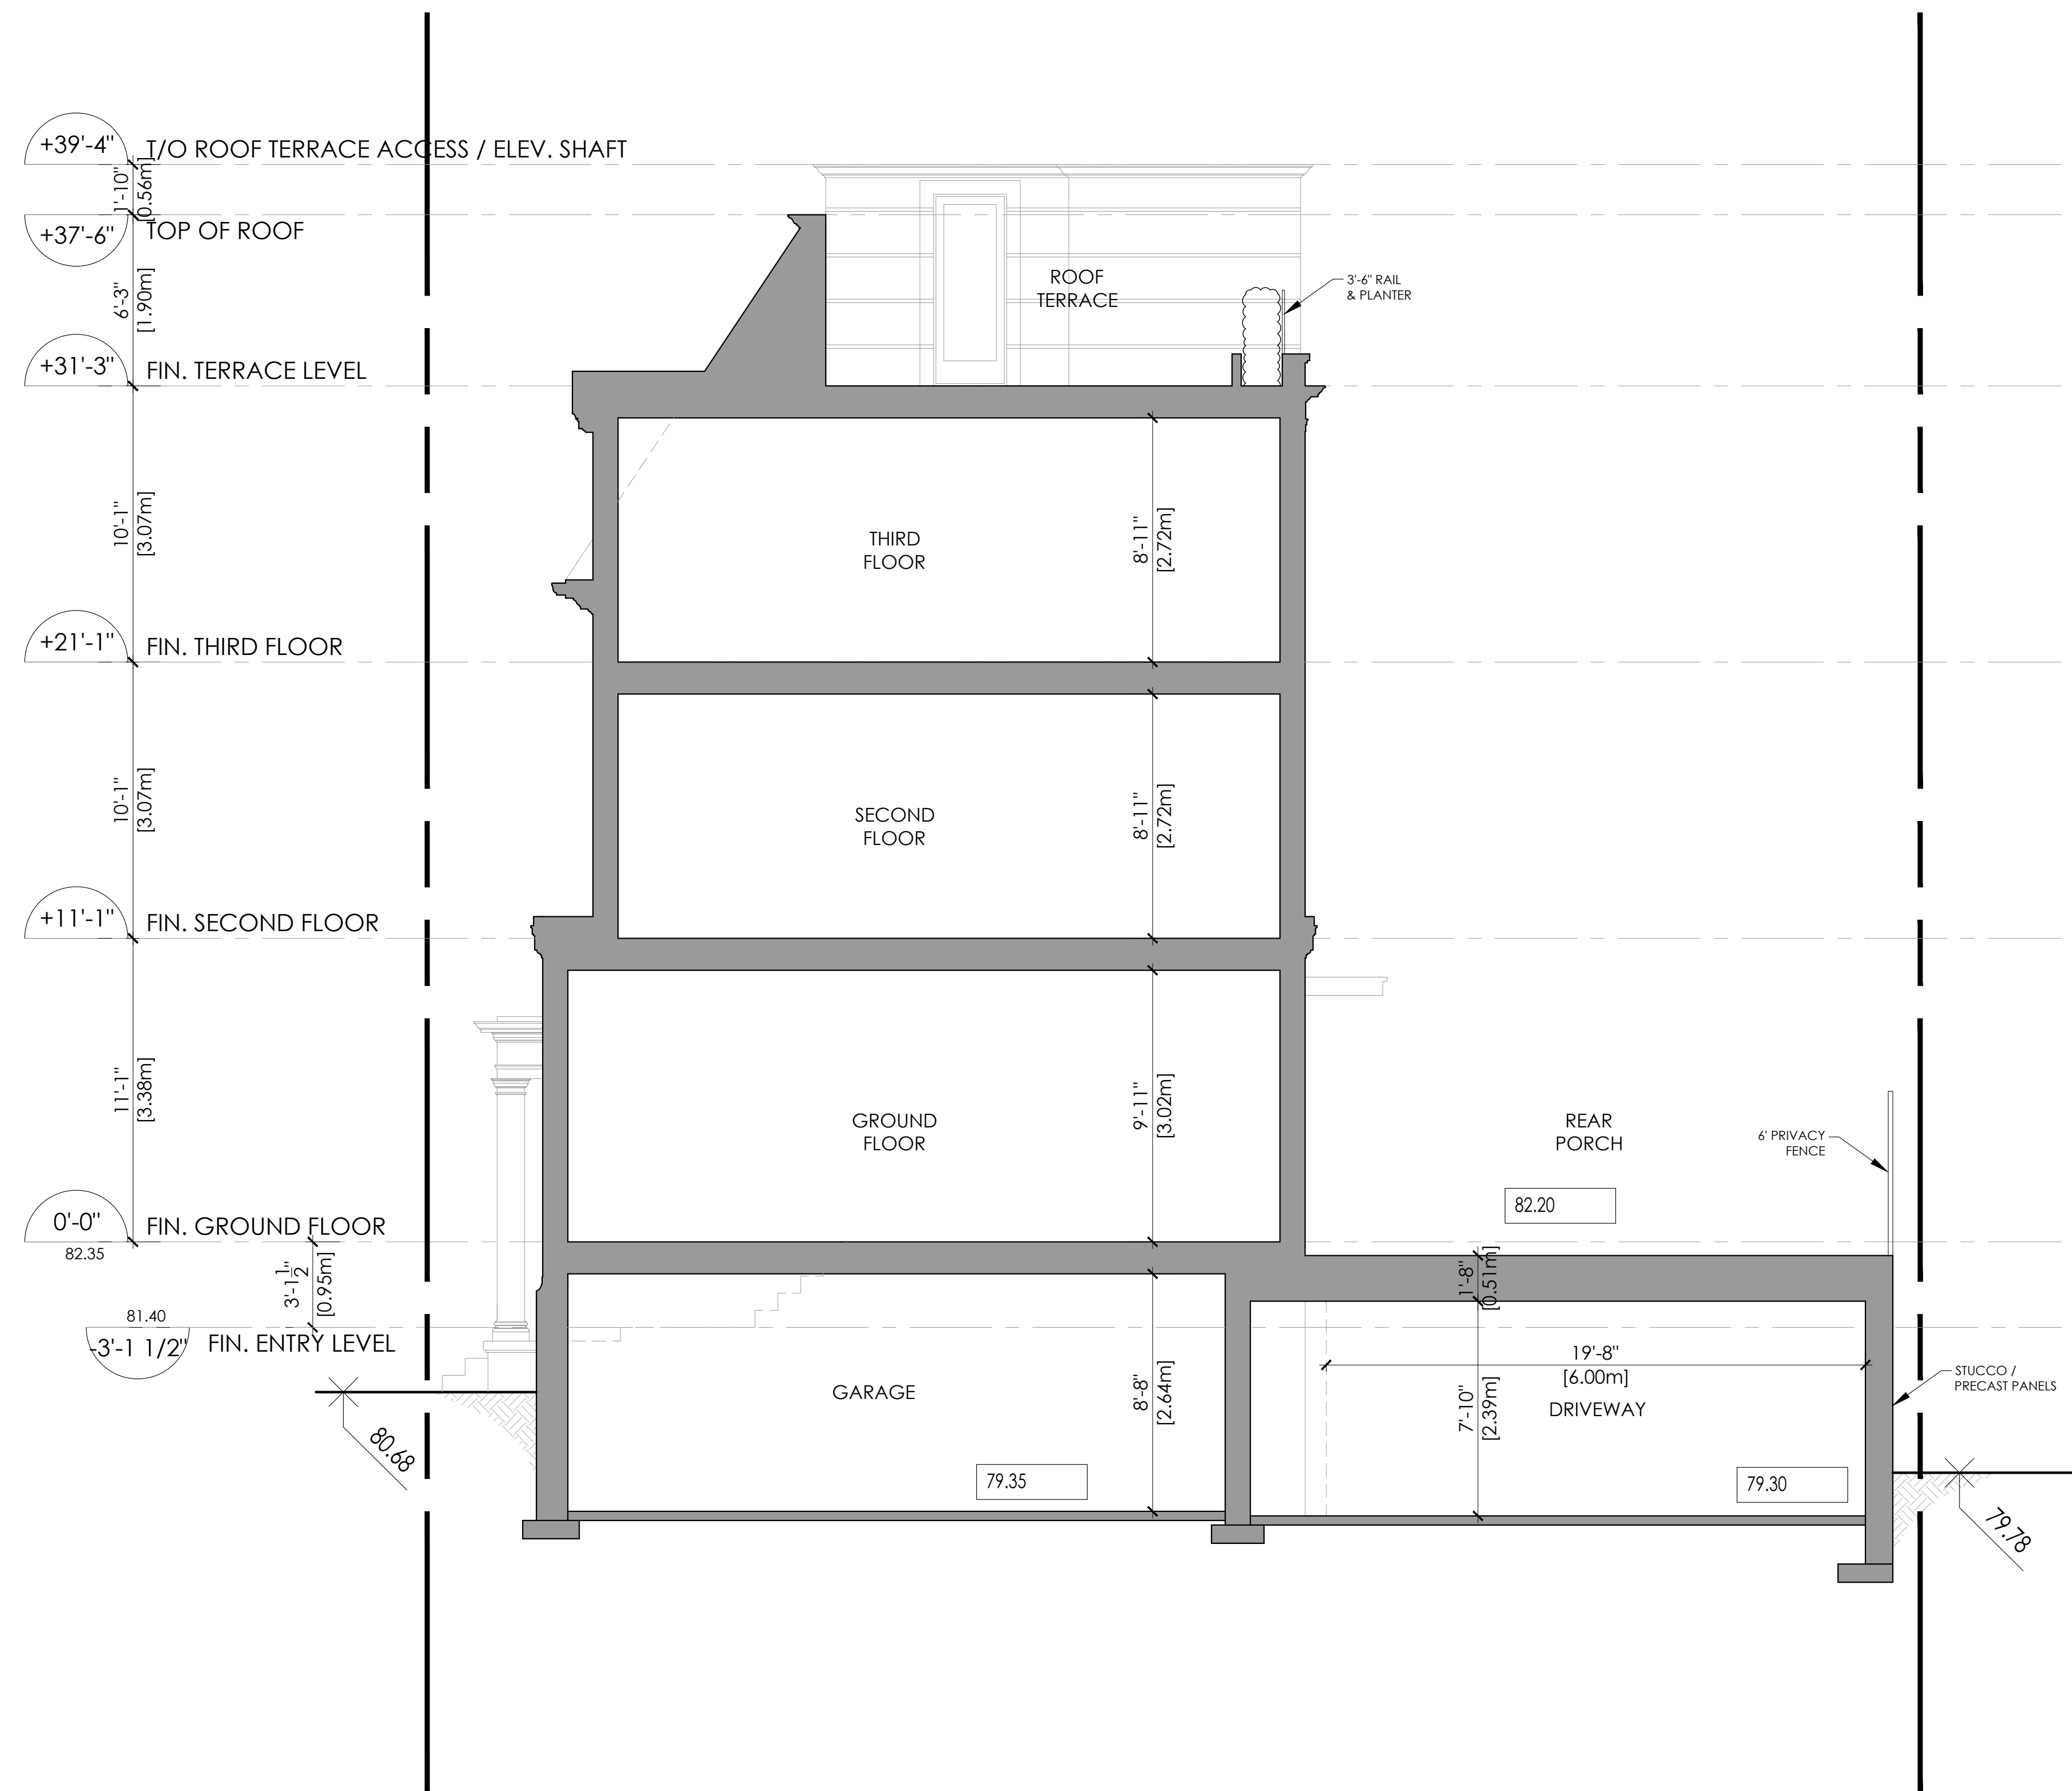 +39'-4"
T/O ROOF TERRACE ACCESS / ELEV. SHAFT
1'-10"
[0.56m]
+37'-6"
TOP OF ROOF
6'-3"
[1.90m]
ROOF
TERRACE
3'-6" RAIL
& PLANTER
+31'-3"
FIN. TERRACE LEVEL
10'-1"
[3.07m]
THIRD
FLOOR
8'-11"
[2.72m]
+21'-1"
FIN. THIRD FLOOR
10'-1"
[3.07m]
SECOND
FLOOR
8'-11"
[2.72m]
+11'-1"
FIN. SECOND FLOOR
11'-1"
[3.38m]
GROUND
FLOOR
9'-11"
[3.02m]
REAR
PORCH
6' PRIVACY
FENCE
82.20
0'-0"
FIN. GROUND FLOOR
82.35
3'-1 1/2"
[0.95m]
1'-8"
[0.51m]
81.40
-3'-1 1/2"
FIN. ENTRY LEVEL
19'-8"
[6.00m]
DRIVEWAY
7'-10"
[2.39m]
STUCCO /
PRECAST PANELS
GARAGE
8'-8"
[2.64m]
80.68
79.35
79.30
79.78